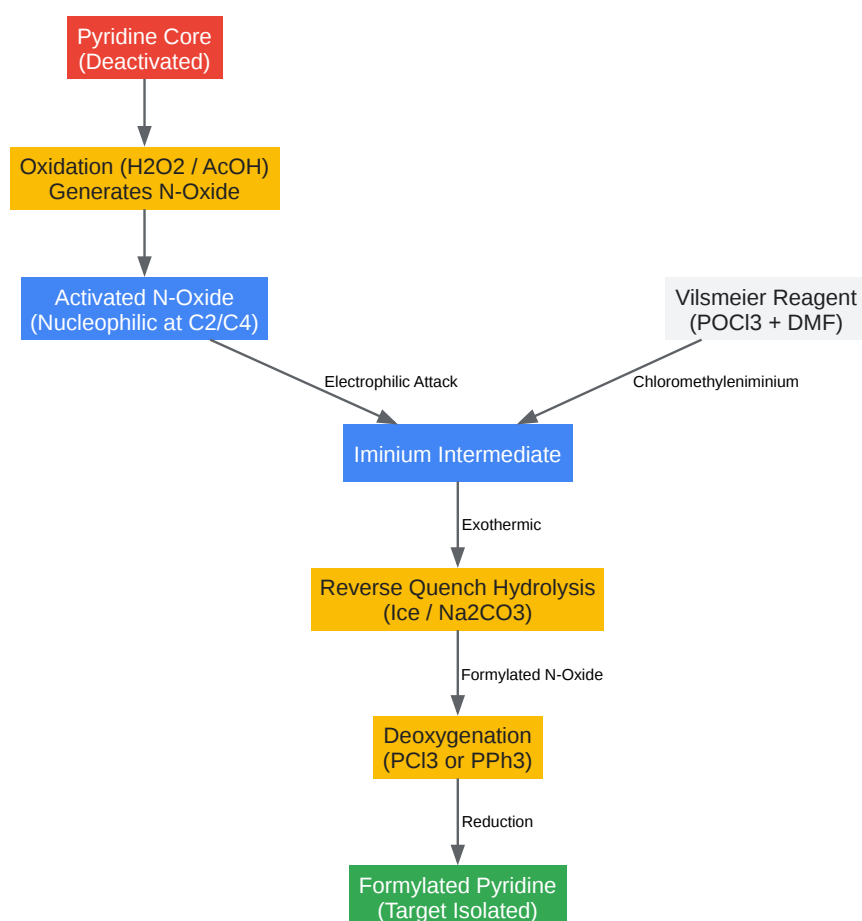 Pyridine Core
(Deactivated)
Oxidation (H2O2 / AcOH)
Generates N-Oxide
Activated N-Oxide
(Nucleophilic at C2/C4)
Vilsmeier Reagent
(POCl3 + DMF)
Electrophilic Attack
Chloromethyleniminium
Iminium Intermediate
Exothermic
Reverse Quench Hydrolysis
(Ice / Na2CO3)
Formylated N-Oxide
Deoxygenation
(PCl3 or PPh3)
Reduction
Formylated Pyridine
(Target Isolated)